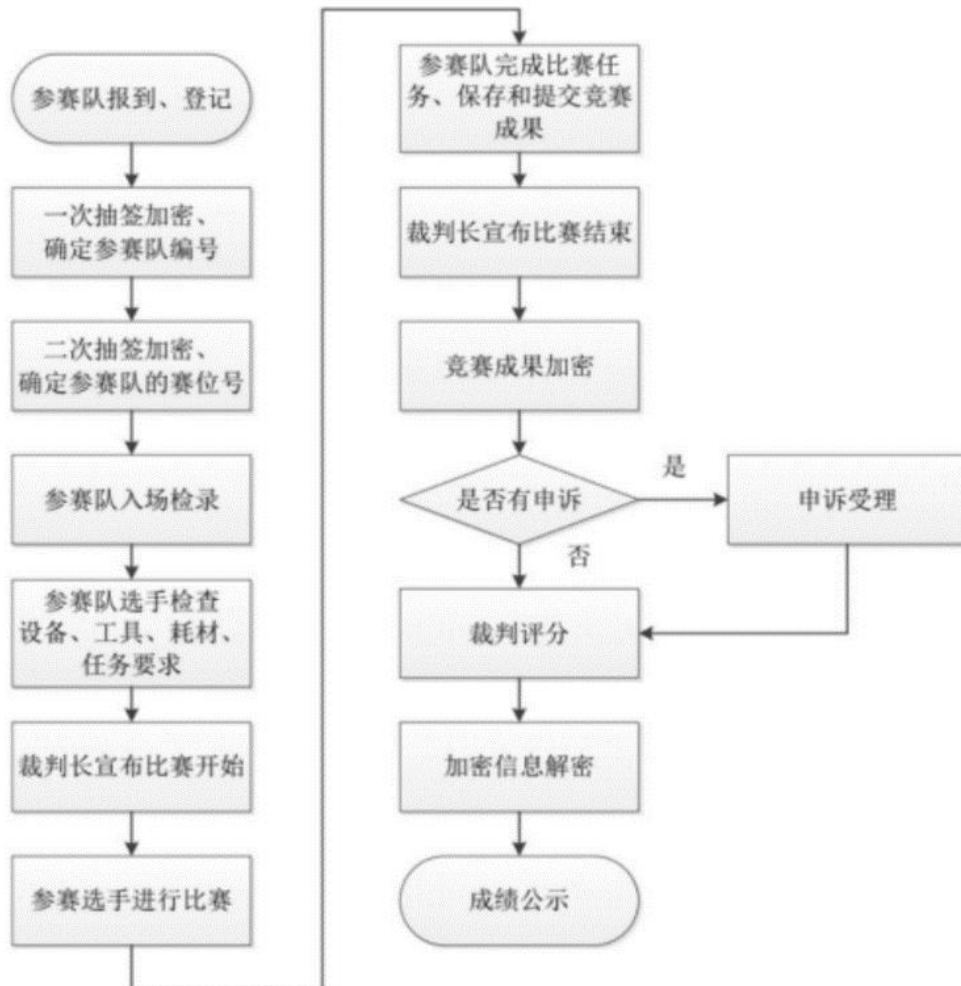 参赛队报到、登记
一次抽签加密、
确定参赛队编号
二次抽签加密、
确定参赛队的赛位号
参赛队入场检录
参赛队选手检查
设备、工具、耗材、
任务要求
裁判长宣布比赛开始
参赛选手进行比赛
参赛队完成比赛任
务、保存和提交竞赛
成果
裁判长宣布比赛结束
竞赛成果加密
是否有申诉
是
申诉受理
否
裁判评分
加密信息解密
成绩公示